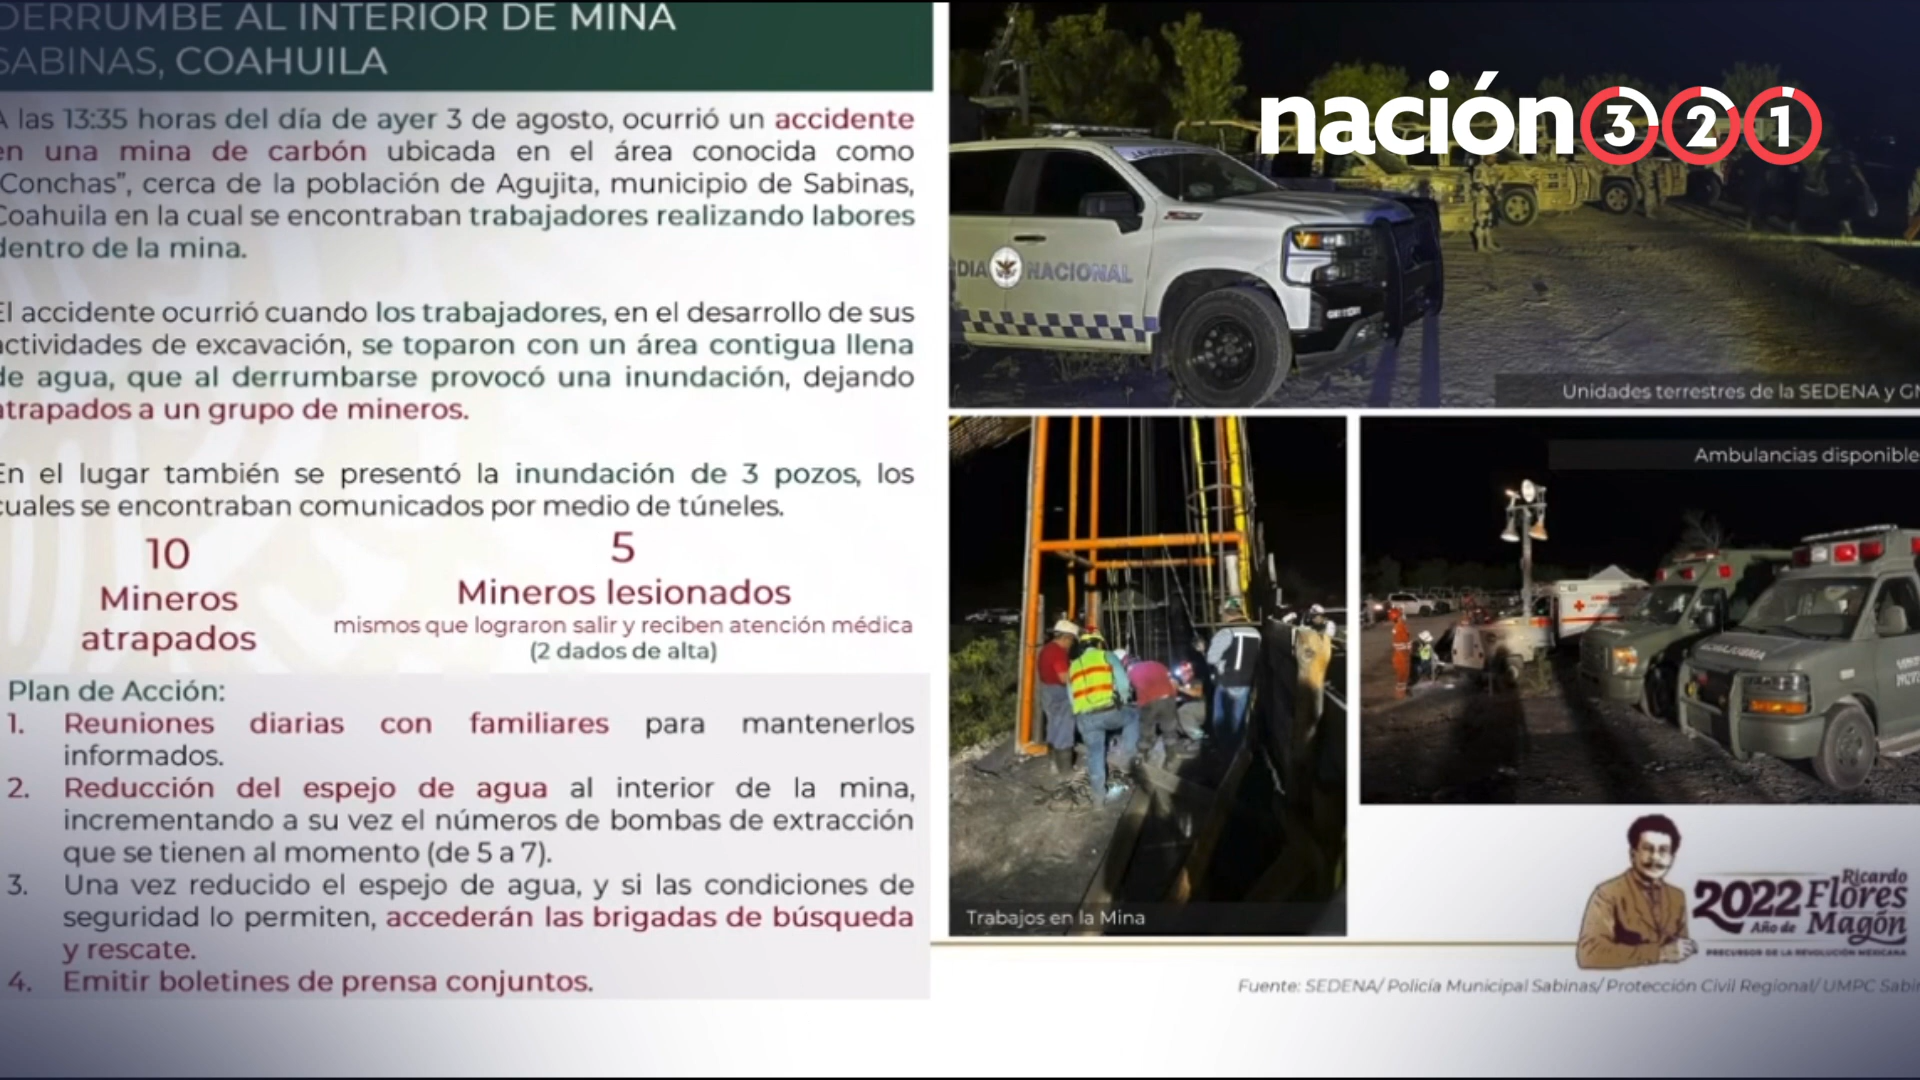 DERRUMBE AL INTERIOR DE MINA
SABINAS, COAHUILA
A las 13:35 horas del día de ayer 3 de agosto, ocurrió un accidente
en una mina de carbón ubicada en el área conocida como
"Conchas", cerca de la población de Agujita, municipio de Sabinas,
Coahuila en la cual se encontraban trabajadores realizando labores
dentro de la mina.
El accidente ocurrió cuando los trabajadores, en el desarrollo de sus
actividades de excavación, se toparon con un área contigua llena
de agua, que al derrumbarse provocó una inundación, dejando
atrapados a un grupo de mineros.
En el lugar también se presentó la inundación de 3 pozos, los
cuales se encontraban comunicados por medio de túneles.
10
Mineros
atrapados
5
Mineros lesionados
mismos que lograron salir y reciben atención médica
(2 dados de alta)
Plan de Acción:
1. Reuniones diarias con familiares para mantenerlos
informados.
2. Reducción del espejo de agua al interior de la mina,
incrementando a su vez el números de bombas de extracción
que se tienen al momento (de 5 a 7).
3. Una vez reducido el espejo de agua, y si las condiciones de
seguridad lo permiten, accederán las brigadas de búsqueda
y rescate.
4. Emitir boletines de prensa conjuntos.
nación321
DIA NACIONAL
Unidades terrestres de la SEDENA y GN
Trabajos en la Mina
Ambulancias disponible
AMBULANCIA
2022 Ricardo
Flores
Año de Magón
PRECURSOR DE LA REVOLUCIÓN MEXICANA
Fuente: SEDENA/ Policía Municipal Sabinas/ Protección Civil Regional/ UMPC Sabin